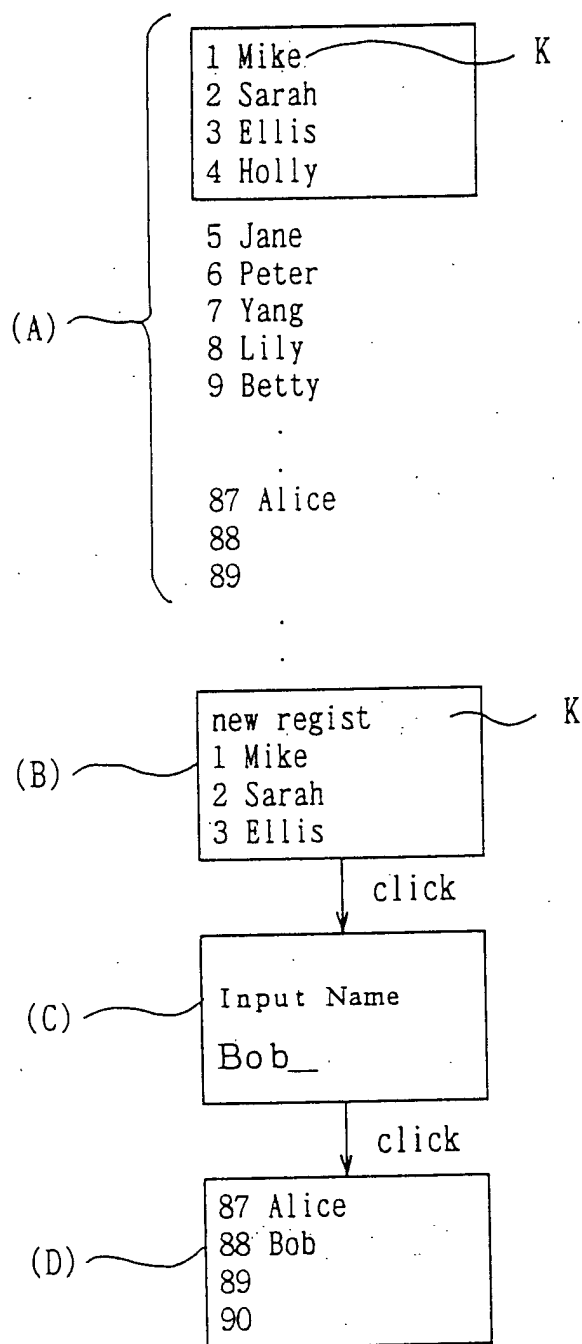 1 Mike K
2 Sarah
3 Ellis
4 Holly
5 Jane
6 Peter
(A) 7 Yang
8 Lily
9 Betty
.
.
87 Alice
88
89
.
.
new regist K
1 Mike
(B) 2 Sarah
3 Ellis
click
(C) Input Name
Bob_
click
87 Alice
(D) 88 Bob
89
90